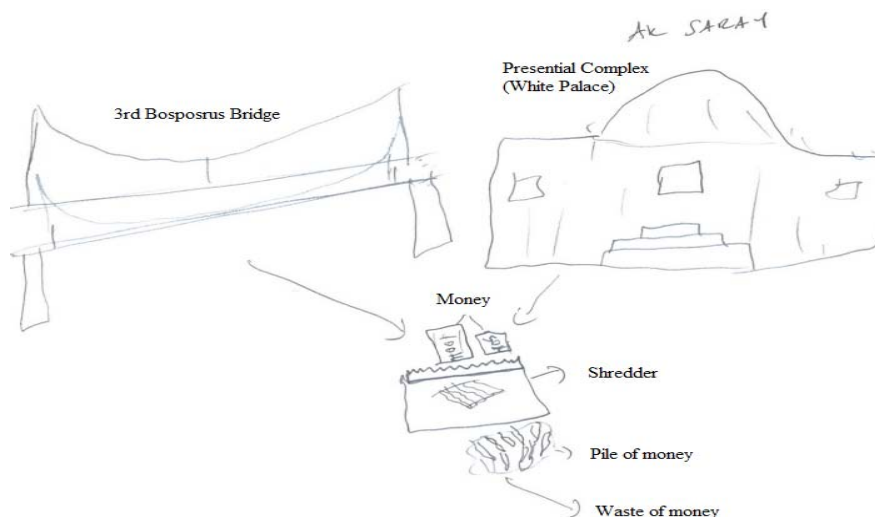 AK SARAY
Presential Complex
(White Palace)
3rd Bosposrus Bridge
Money
Shredder
Pile of money
Waste of money